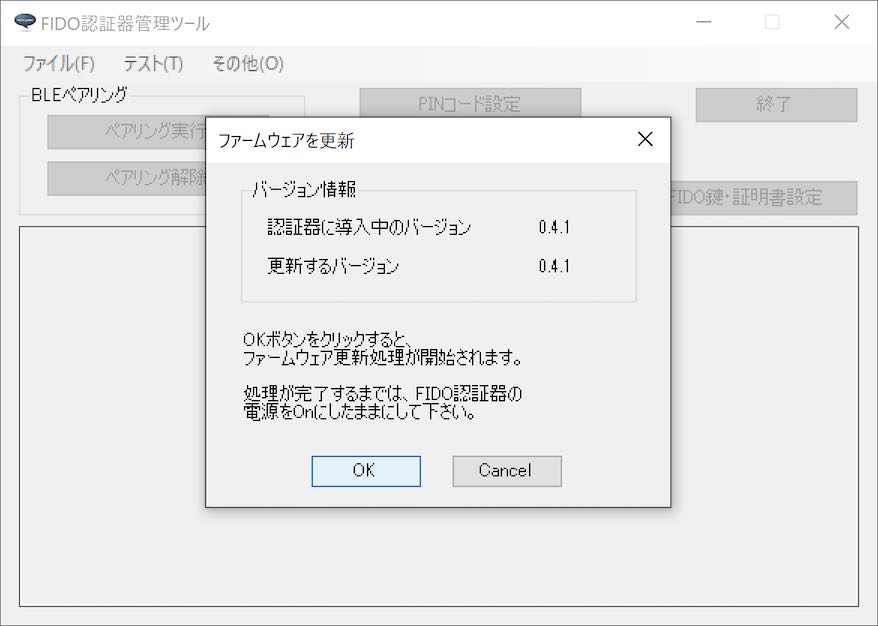 FIDO認証器管理ツール
ファイル(F) テスト(T) その他(O)
BLEペアリング
PINコード設定
終了
ペアリング実行
ペアリング解除
FIDO鍵・証明書設定
ファームウェアを更新
バージョン情報
認証器に導入中のバージョン 0.4.1
更新するバージョン 0.4.1
OKボタンをクリックすると、
ファームウェア更新処理が開始されます。
処理が完了するまでは、FIDO認証器の
電源をOnにしたままにして下さい。
OK Cancel